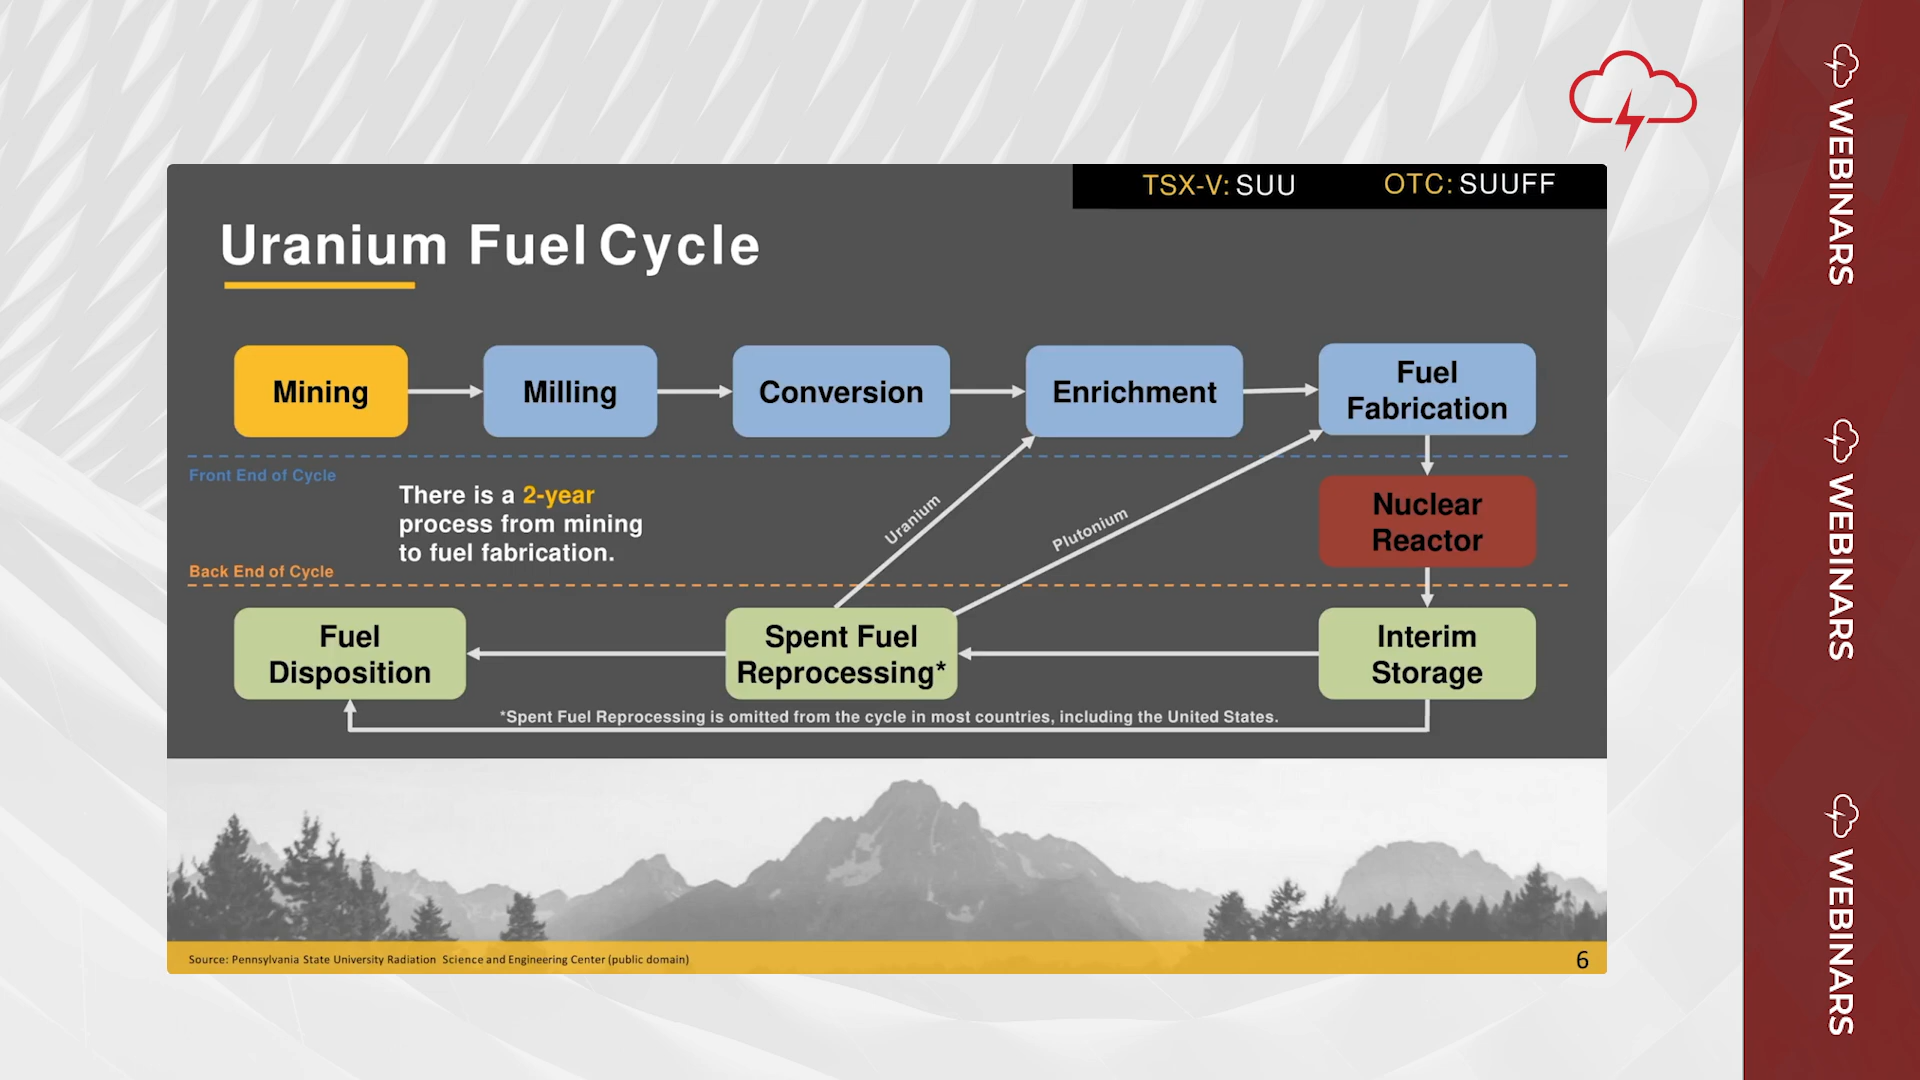 TSX-V: SUU OTC: SUUFF
Uranium Fuel Cycle
Mining
Milling
Conversion
Enrichment
Fuel
Fabrication
Front End of Cycle
There is a 2-year
process from mining
to fuel fabrication.
Uranium
Plutonium
Nuclear
Reactor
Back End of Cycle
Fuel
Disposition
Spent Fuel
Reprocessing*
Interim
Storage
*Spent Fuel Reprocessing is omitted from the cycle in most countries, including the United States.
Source: Pennsylvania State University Radiation Science and Engineering Center (public domain)
6
WEBINARS
WEBINARS
WEBINARS